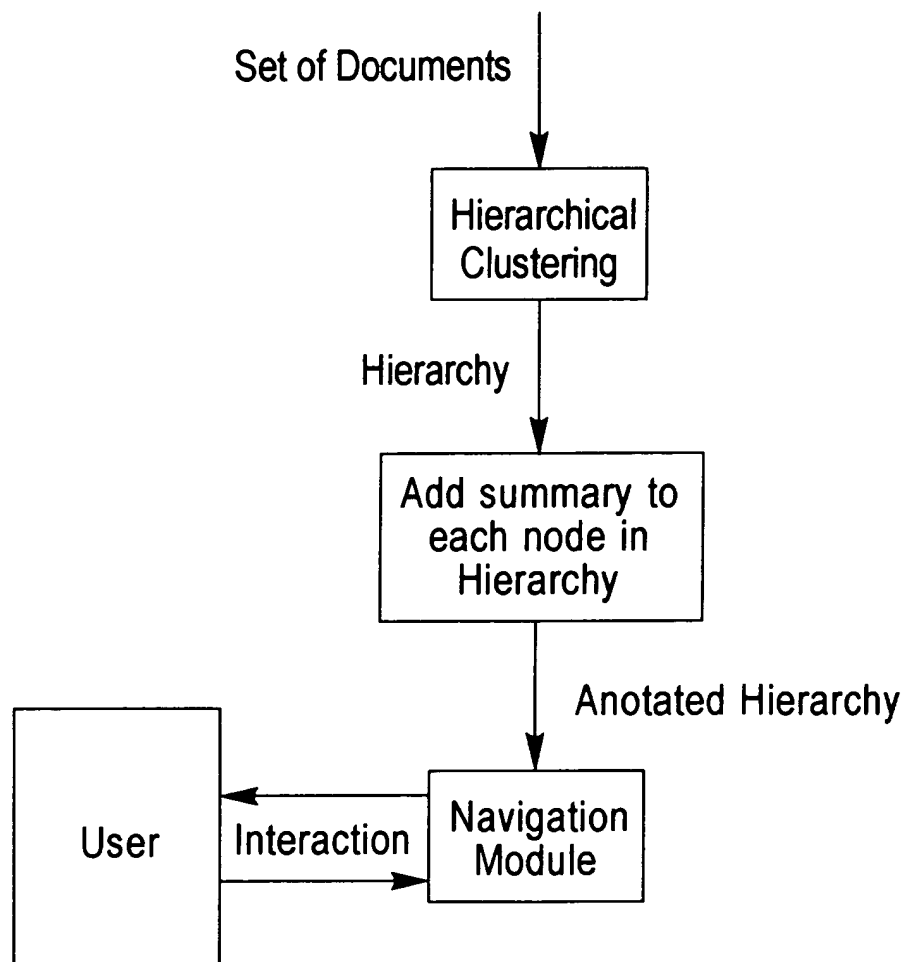 Set of Documents
Hierarchical
Clustering
Hierarchy
Add summary to
each node in
Hierarchy
Anotated Hierarchy
User
Interaction
Navigation
Module